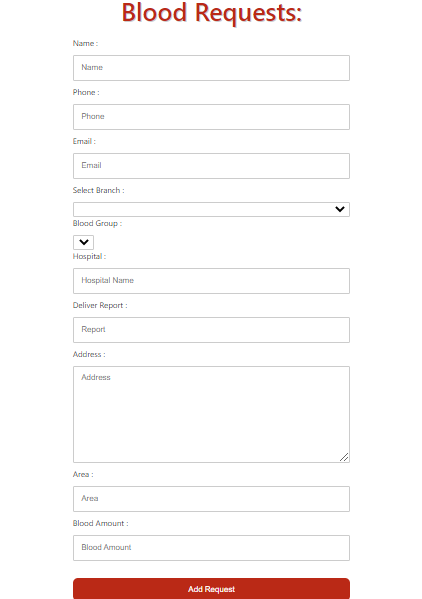 Blood Requests:
Name :
Name
Phone :
Phone
Email :
Email
Select Branch :
Blood Group :
Hospital :
Hospital Name
Deliver Report :
Report
Address :
Address
Area :
Area
Blood Amount :
Blood Amount
Add Request